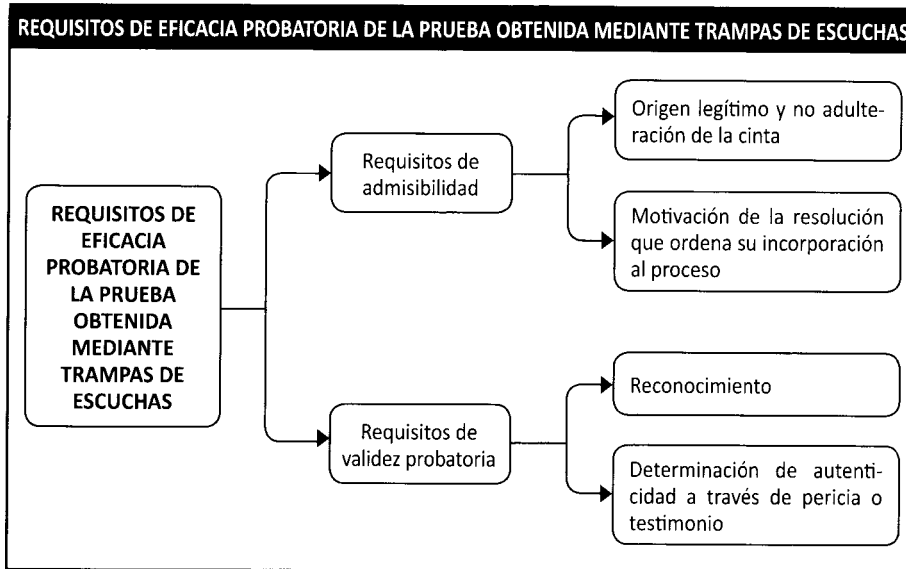 REQUISITOS DE EFICACIA PROBATORIA DE LA PRUEBA OBTENIDA MEDIANTE TRAMPAS DE ESCUCHAS
REQUISITOS DE
EFICACIA
PROBATORIA DE
LA PRUEBA
OBTENIDA
MEDIANTE
TRAMPAS DE
ESCUCHAS
Requisitos de
admisibilidad
Origen legítimo y no adulte-
ración de la cinta
Motivación de la resolución
que ordena su incorporación
al proceso
Requisitos de
validez probatoria
Reconocimiento
Determinación de autenti-
cidad a través de pericia o
testimonio